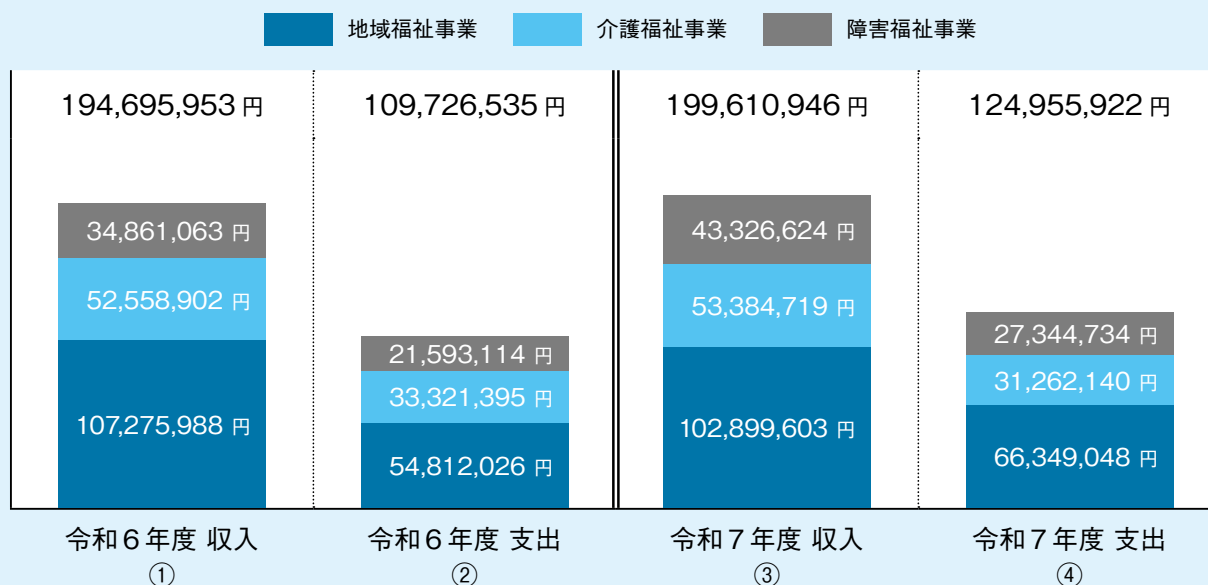 地域福祉事業 介護福祉事業 障害福祉事業
194,695,953 円 109,726,535 円 199,610,946 円 124,955,922 円
34,861,063 円
52,558,902 円
107,275,988 円
21,593,114 円
33,321,395 円
54,812,026 円
43,326,624 円
53,384,719 円
102,899,603 円
27,344,734 円
31,262,140 円
66,349,048 円
令和6年度 収入 令和6年度 支出 令和7年度 収入 令和7年度 支出
① ② ③ ④